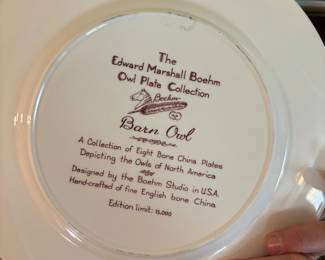 The
Edward Marshall Boehm
Owl Plate Collection
Boehm
Barn Owl
A Collection of Eight Bone China Plates
Depicting the Owls of North America
Designed by the Boehm Studio in U.S.A.
Hand-crafted of fine English bone China
Edition limit: 15,000